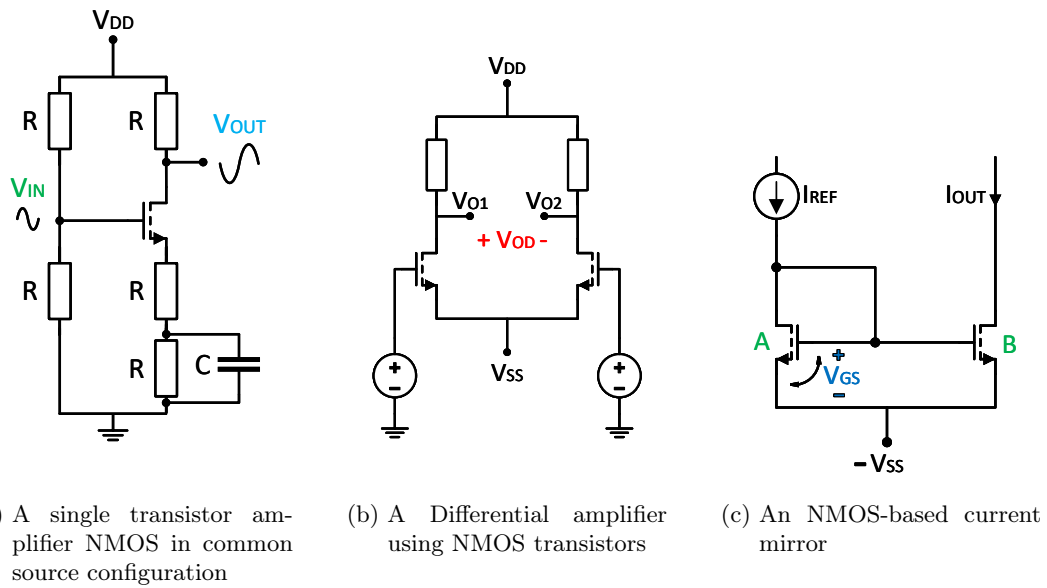 VDD
R
R
VOUT
VIN
R
R
R
C
VDD
VO1
VO2
+ VOD -
+
-
+
-
VSS
IREF
IOUT
A
B
+
VGS
-
-VSS
) A single transistor am-
plifier NMOS in common
source configuration
(b) A Differential amplifier
using NMOS transistors
(c) An NMOS-based current
mirror